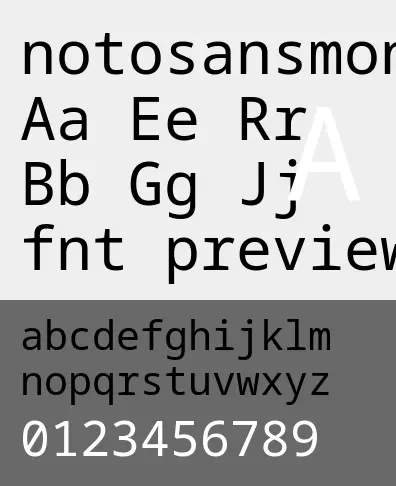 notosansmon
Aa Ee Rr
A
Bb Gg Jj
fnt preview
abcdefghijklm
nopqrstuvwxyz
0123456789